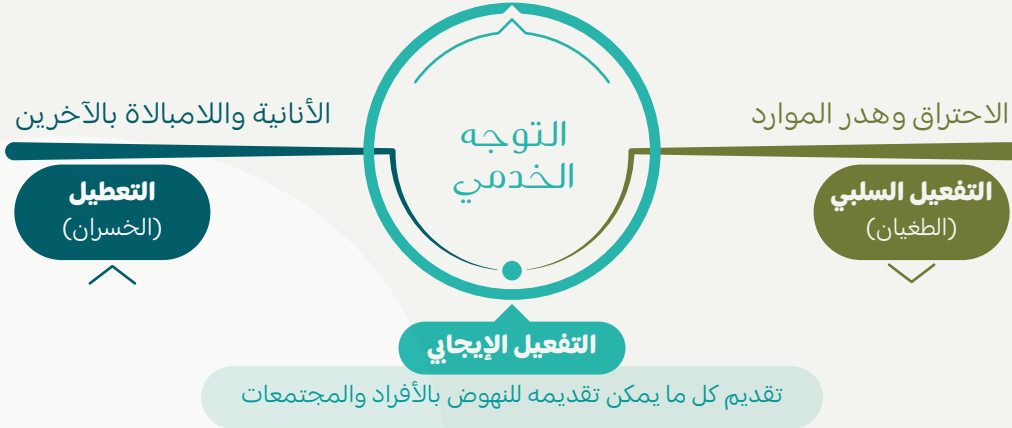 التوجه
الخدمي
الاحتراق وهدر الموارد
التفعيل السلبي
(الطغيان)
الأنانية واللامبالاة بالآخرين
التعطيل
(الخسران)
التفعيل الإيجابي
تقديم كل ما يمكن تقديمه للنهوض بالأفراد والمجتمعات